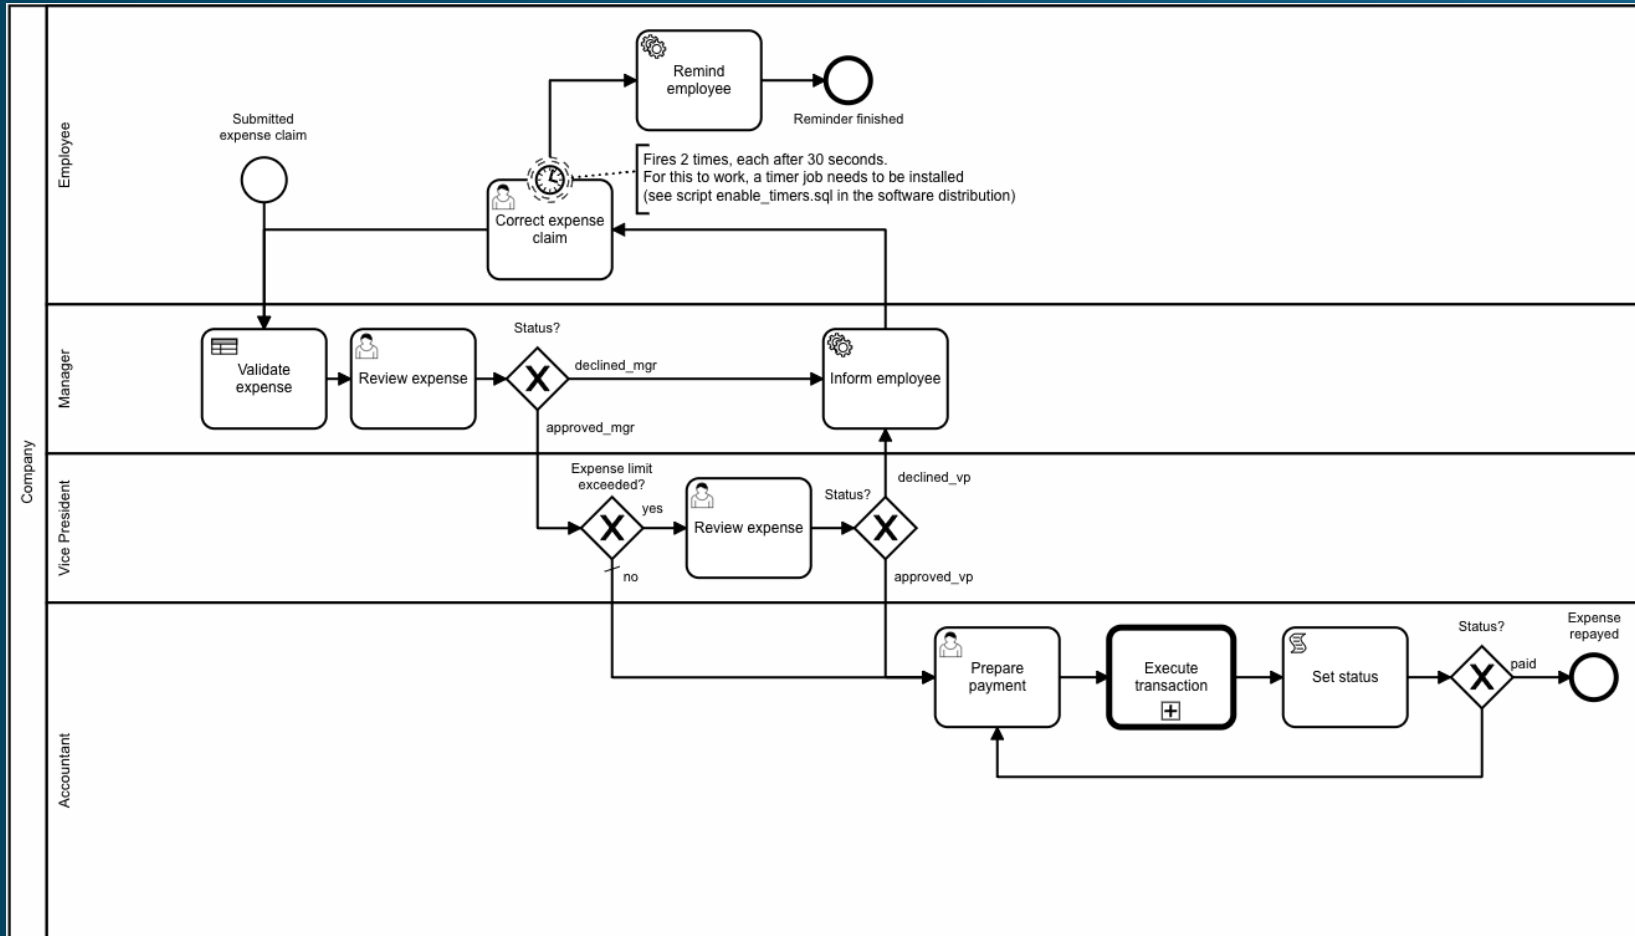 Company
Employee
Submitted
expense claim
Remind
employee
Reminder finished
Fires 2 times, each after 30 seconds.
For this to work, a timer job needs to be installed
(see script enable_timers.sql in the software distribution)
Correct expense
claim
Manager
Validate
expense
Review expense
Status?
declined_mgr
approved_mgr
Inform employee
Vice President
Expense limit
exceeded?
yes
no
Review expense
Status?
declined_vp
approved_vp
Accountant
Prepare
payment
Execute
transaction
Set status
Status?
paid
Expense
repayed